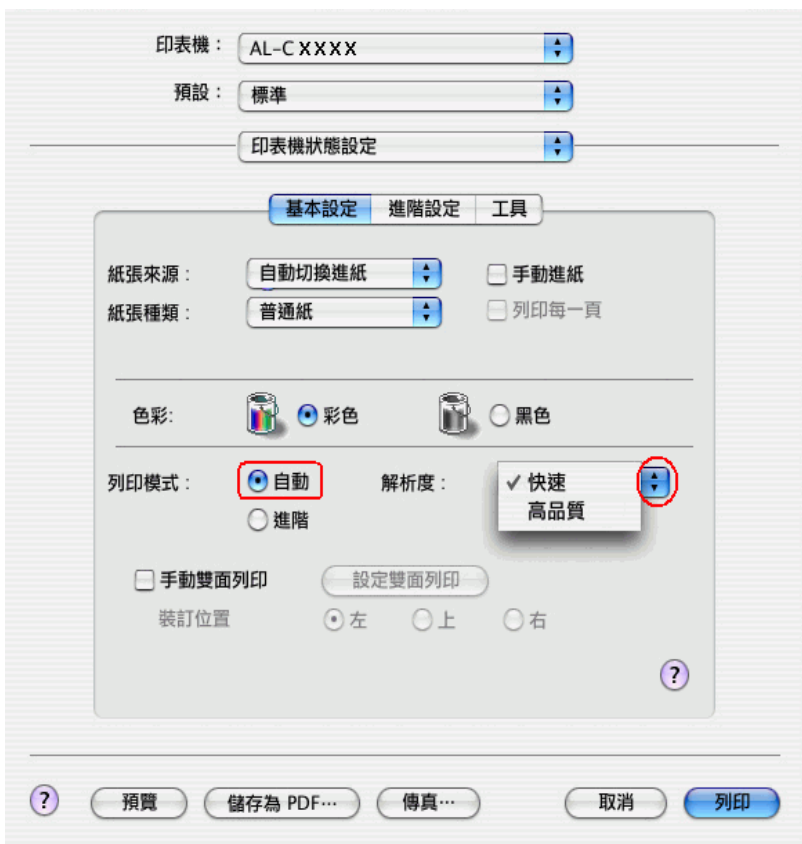 印表機： AL-C XXXX
預設： 標準
印表機狀態設定
基本設定 進階設定 工具
紙張來源： 自動切換進紙 手動進紙
紙張種類： 普通紙 列印每一頁
色彩: 彩色 黑色
列印模式： 自動 解析度： ✓ 快速
進階 高品質
手動雙面列印 設定雙面列印
裝訂位置 左 上 右
?
? 預覽 儲存為 PDF⋯ 傳真⋯ 取消 列印